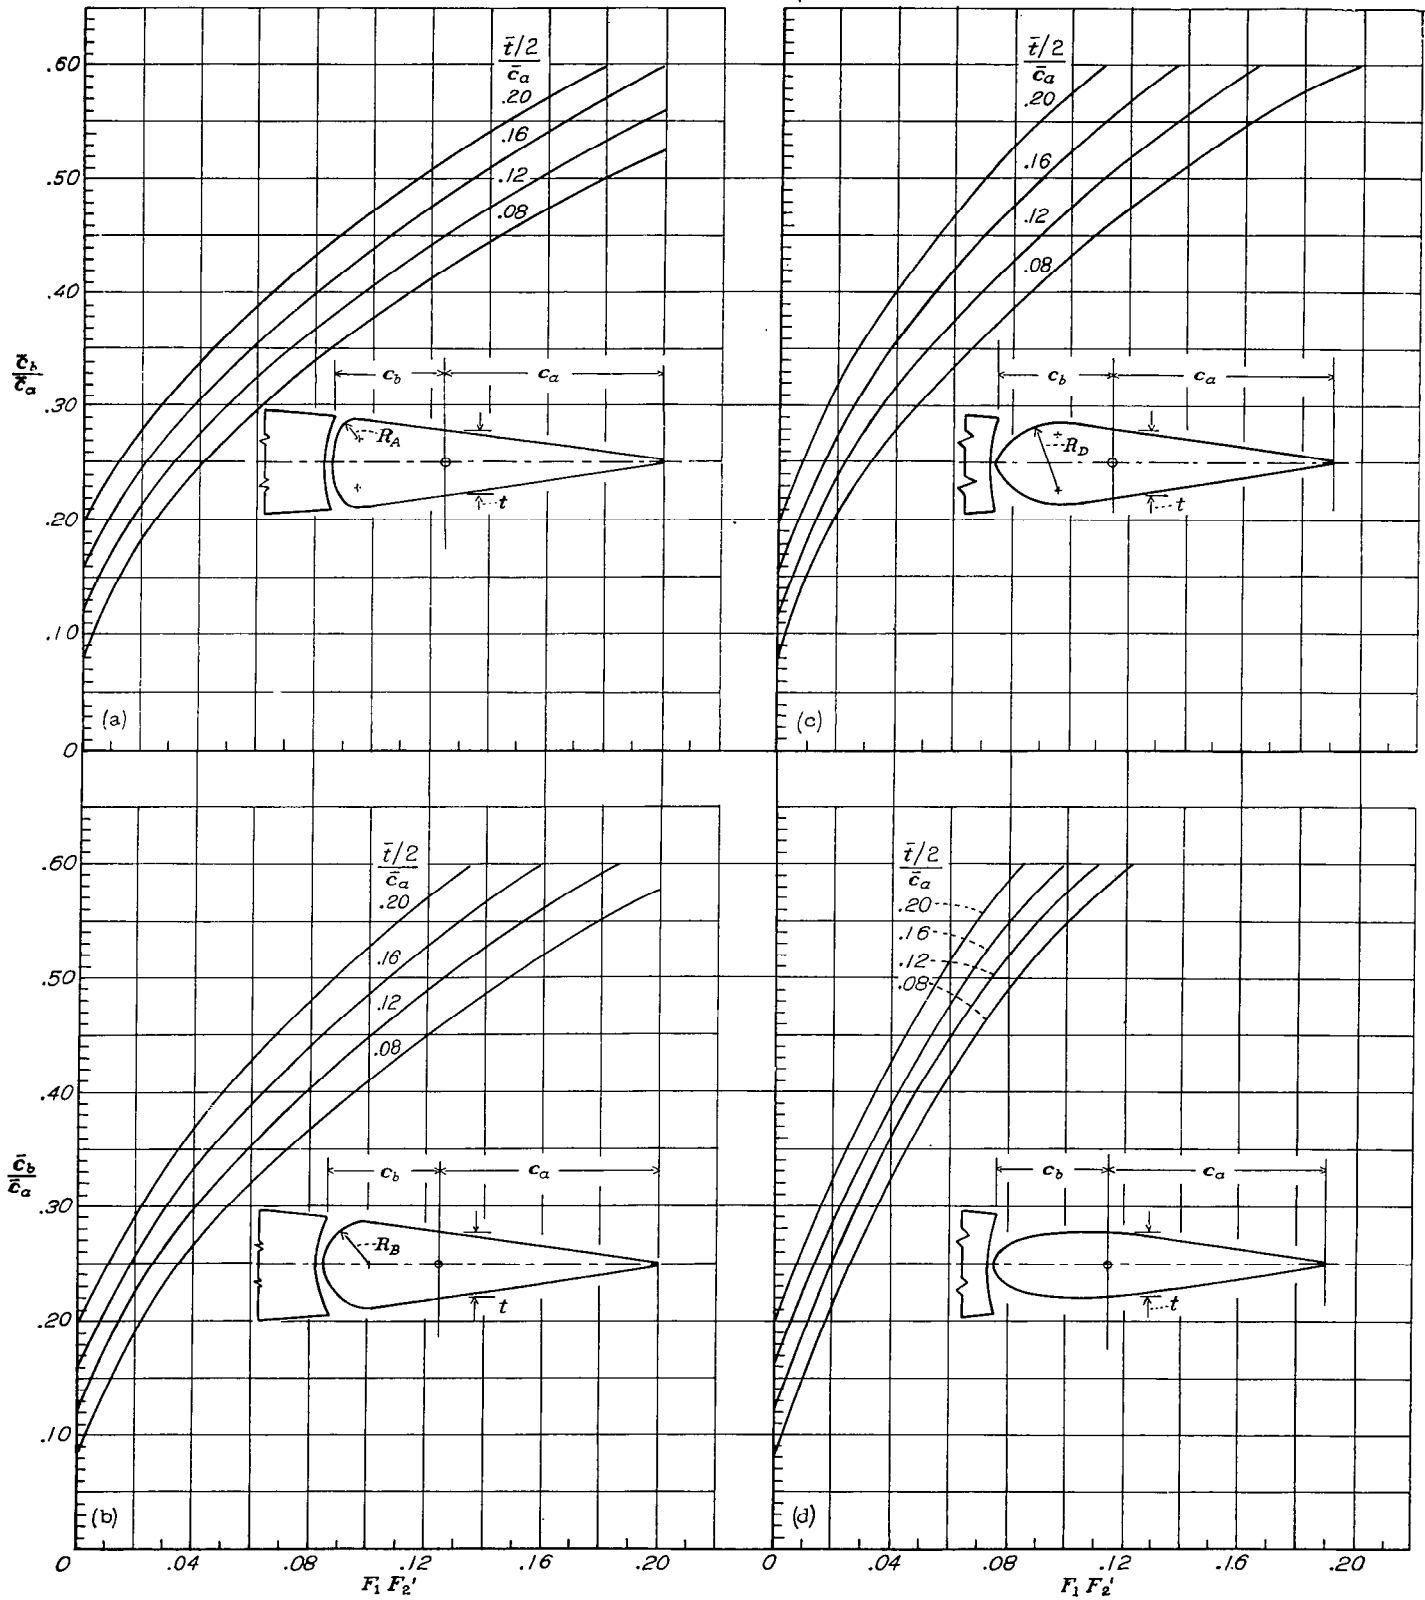 (a)
t̄/2
c̄a
.20
.16
.12
.08
.60
.50
.40
.30
.20
.10
0
c̄b
c̄a
cb
ca
RA
t
(c)
t̄/2
c̄a
.20
.16
.12
.08
cb
ca
RD
t
(b)
t̄/2
c̄a
.20
.16
.12
.08
.60
.50
.40
.30
.20
.10
c̄b
c̄a
cb
ca
RB
t
0 .04 .08 .12 .16 .20
F1 F2'
(d)
t̄/2
c̄a
.20
.16
.12
.08
cb
ca
t
0 .04 .08 .12 .16 .20
F1 F2'